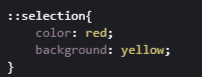 ::selection{
    color: red;
    background: yellow;
}